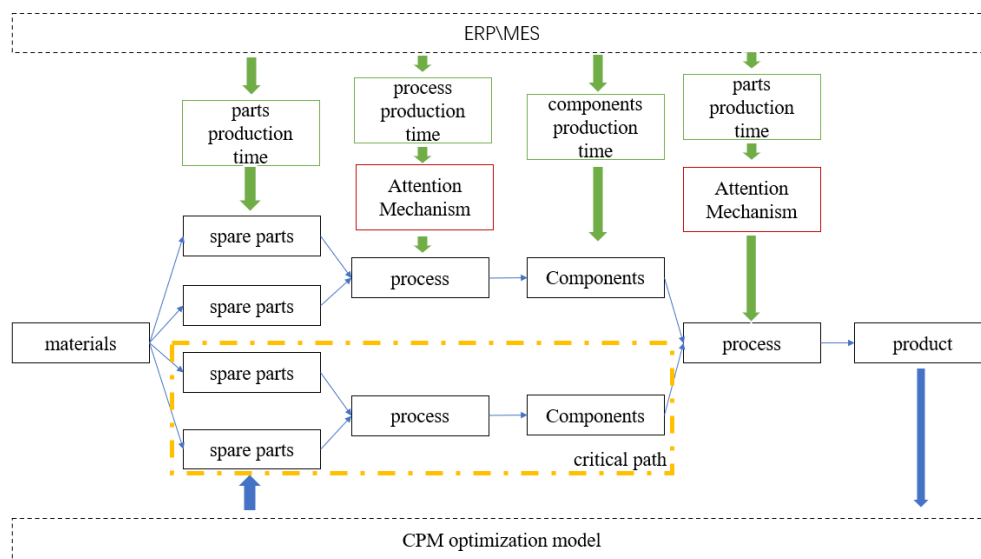 ERP\MES
parts
production
time
process
production
time
components
production
time
parts
production
time
Attention
Mechanism
Attention
Mechanism
spare parts
process
Components
spare parts
materials
process
product
spare parts
process
Components
spare parts
critical path
CPM optimization model